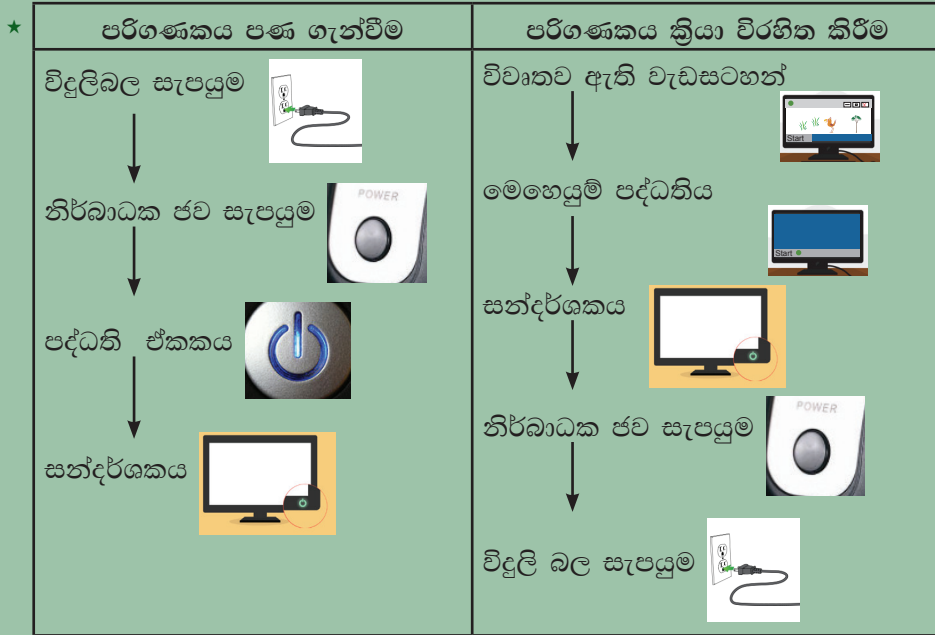 ★
පරිගණකය පණ ගැන්වීම
විදුලිබල සැපයුම
නිර්බාධක ජව සැපයුම
POWER
පද්ධති ඒකකය
සන්දර්ශකය
පරිගණකය ක්‍රියා විරහිත කිරීම
විවෘතව ඇති වැඩසටහන්
Start
මෙහෙයුම් පද්ධතිය
Start
සන්දර්ශකය
නිර්බාධක ජව සැපයුම
POWER
විදුලි බල සැපයුම